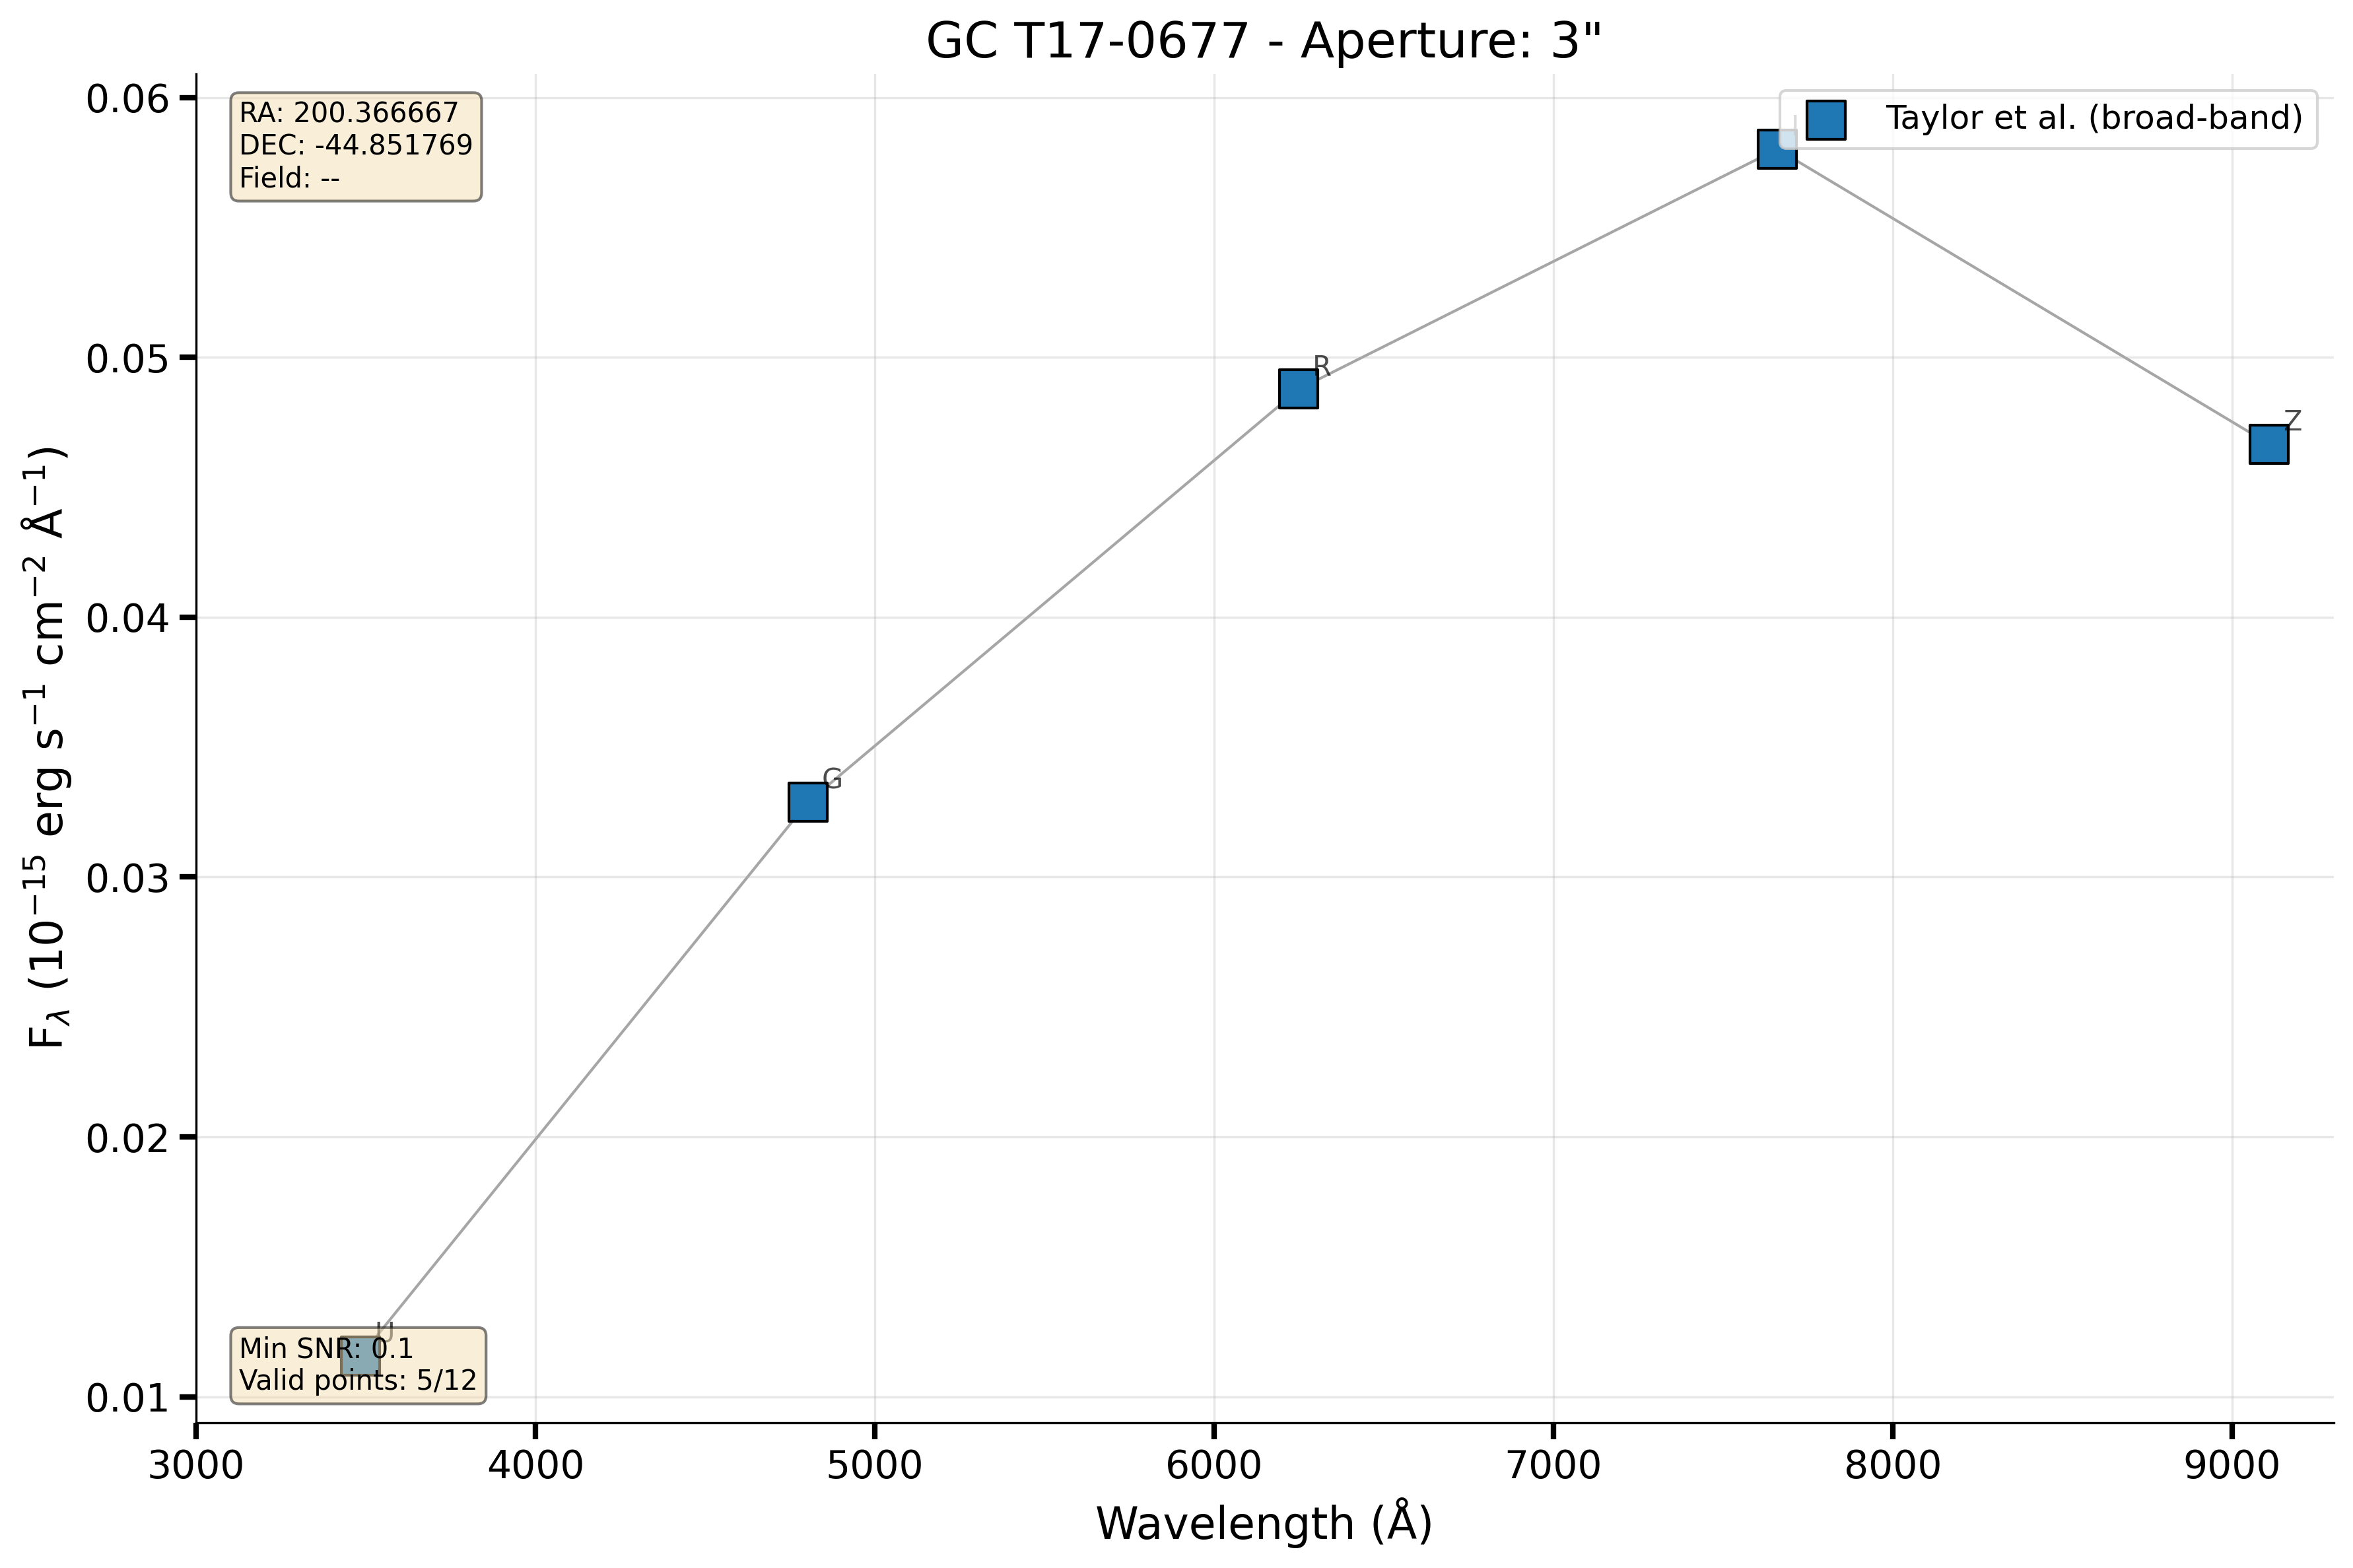 GC T17-0677 - Aperture: 3"
RA: 200.366667
DEC: -44.851769
Field: --
Taylor et al. (broad-band)
I
R
Z
G
U
Min SNR: 0.1
Valid points: 5/12
0.06
0.05
0.04
0.03
0.02
0.01
F_λ (10⁻¹⁵ erg s⁻¹ cm⁻² Å⁻¹)
3000 4000 5000 6000 7000 8000 9000
Wavelength (Å)